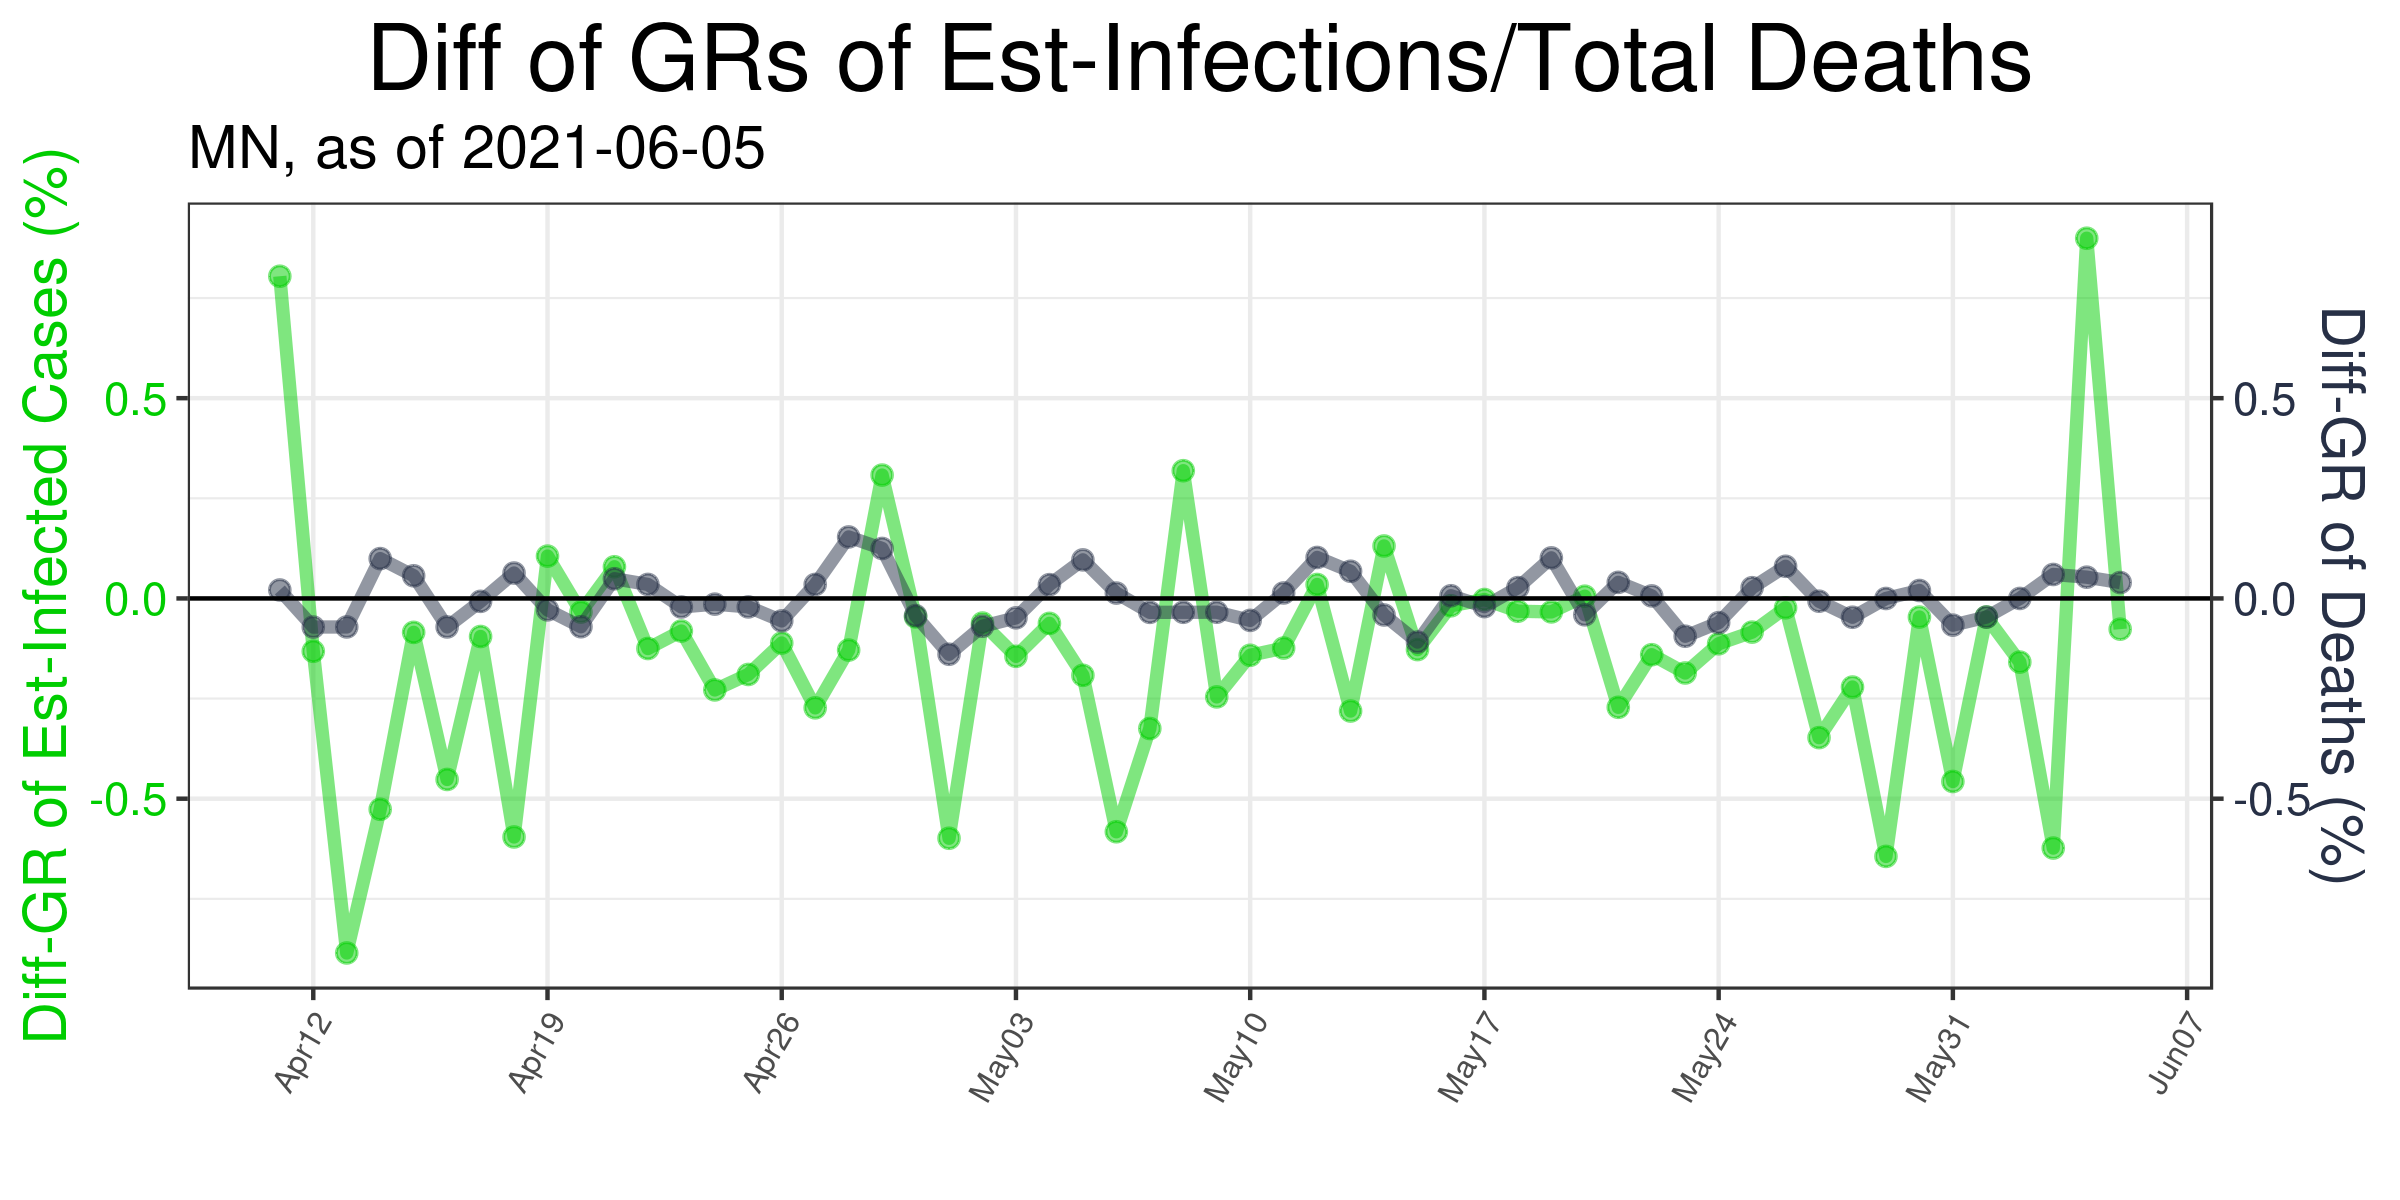 Diff of GRs of Est-Infections/Total Deaths
MN, as of 2021-06-05
Diff-GR of Est-Infected Cases (%)
0.5
0.0
-0.5
0.5
0.0
-0.5
Diff-GR of Deaths (%)
Apr12
Apr19
Apr26
May03
May10
May17
May24
May31
Jun07